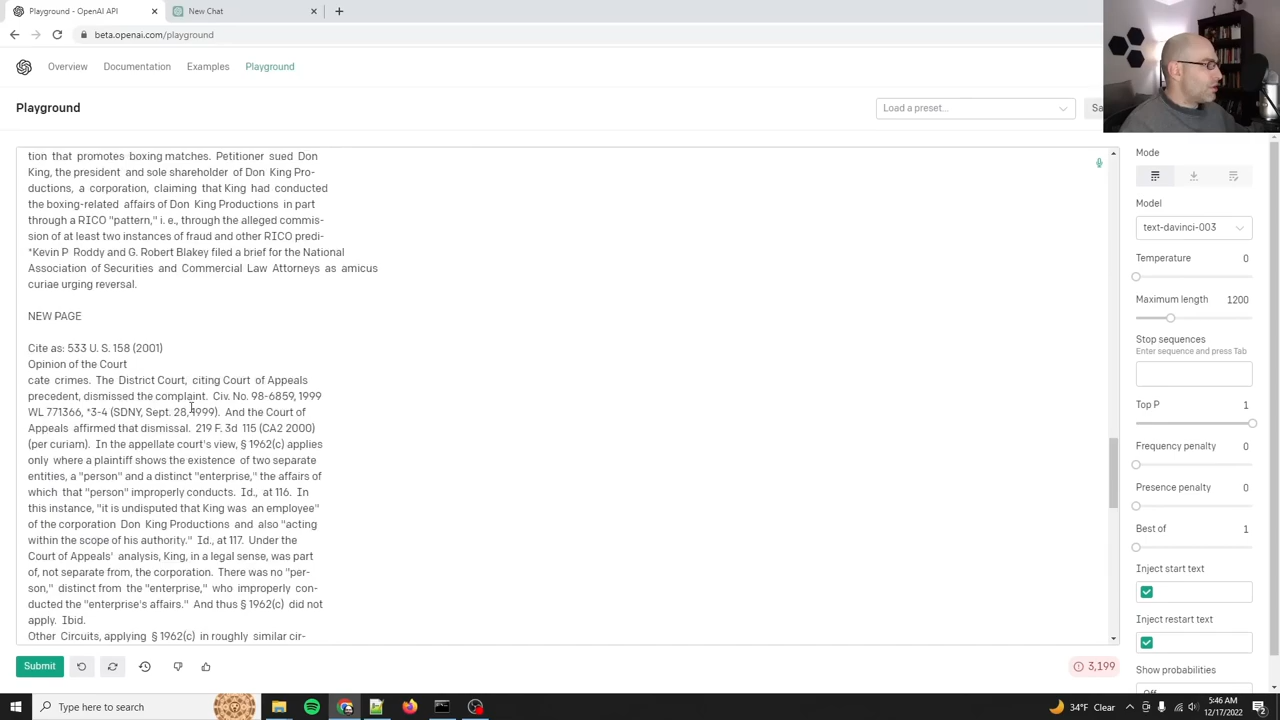 Playground - OpenAI API
New Chat
beta.openai.com/playground
Overview Documentation Examples Playground
Playground
Load a preset...
Sa
tion that promotes boxing matches. Petitioner sued Don
King, the president and sole shareholder of Don King Pro-
ductions, a corporation, claiming that King had conducted
the boxing-related affairs of Don King Productions in part
through a RICO "pattern," i. e., through the alleged commis-
sion of at least two instances of fraud and other RICO predi-
*Kevin P Roddy and G. Robert Blakey filed a brief for the National
Association of Securities and Commercial Law Attorneys as amicus
curiae urging reversal.
NEW PAGE
Cite as: 533 U. S. 158 (2001)
Opinion of the Court
cate crimes. The District Court, citing Court of Appeals
precedent, dismissed the complaint. Civ. No. 98-6859, 1999
WL 771366, *3-4 (SDNY, Sept. 28, 1999). And the Court of
Appeals affirmed that dismissal. 219 F. 3d 115 (CA2 2000)
(per curiam). In the appellate court's view, § 1962(c) applies
only where a plaintiff shows the existence of two separate
entities, a "person" and a distinct "enterprise," the affairs of
which that "person" improperly conducts. Id., at 116. In
this instance, "it is undisputed that King was an employee"
of the corporation Don King Productions and also "acting
within the scope of his authority." Id., at 117. Under the
Court of Appeals' analysis, King, in a legal sense, was part
of, not separate from, the corporation. There was no "per-
son," distinct from the "enterprise," who improperly con-
ducted the "enterprise's affairs." And thus § 1962(c) did not
apply. Ibid.
Other Circuits, applying § 1962(c) in roughly similar cir-
Submit
3,199
Mode
Model
text-davinci-003
Temperature 0
Maximum length 1200
Stop sequences
Enter sequence and press Tab
Top P 1
Frequency penalty 0
Presence penalty 0
Best of 1
Inject start text
Inject restart text
Show probabilities
Off
Type here to search
34°F Clear
5:46 AM
12/17/2022
2